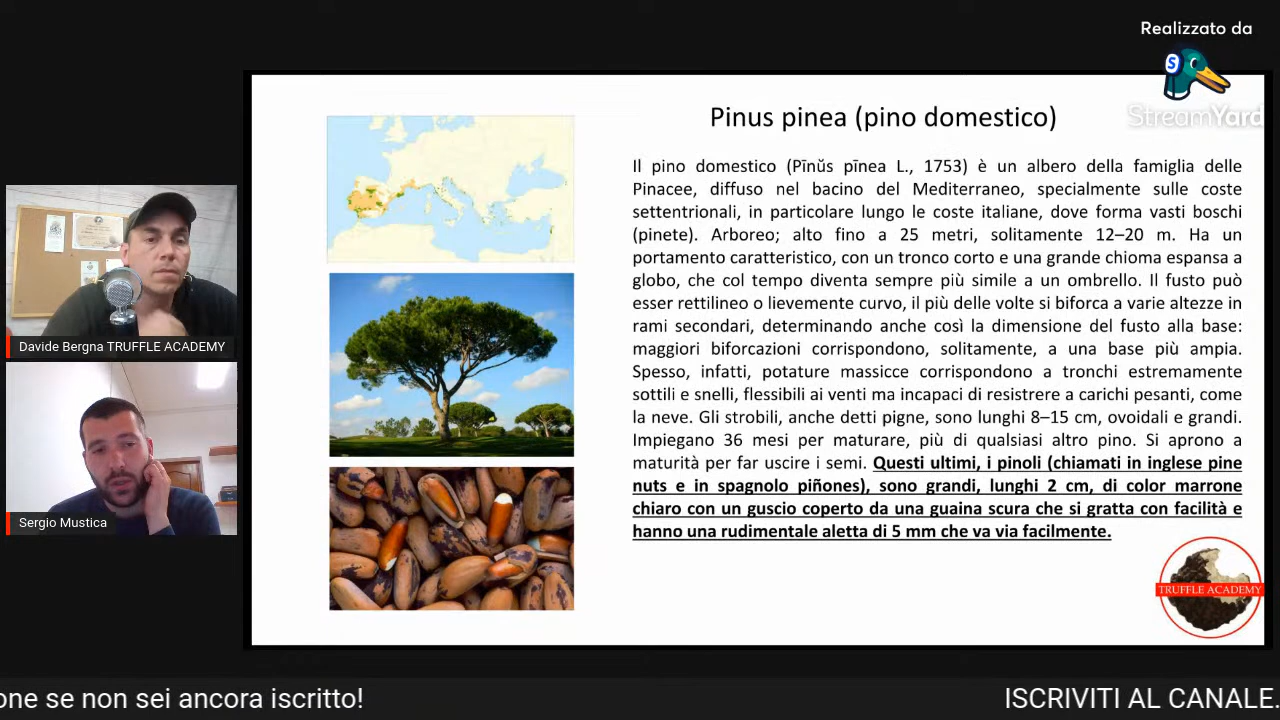 Realizzato da
S
StreamYard
Pinus pinea (pino domestico)
Il pino domestico (Pīnŭs pīnea L., 1753) è un albero della famiglia delle
Pinacee, diffuso nel bacino del Mediterraneo, specialmente sulle coste
settentrionali, in particolare lungo le coste italiane, dove forma vasti boschi
(pinete). Arboreo; alto fino a 25 metri, solitamente 12–20 m. Ha un
portamento caratteristico, con un tronco corto e una grande chioma espansa a
globo, che col tempo diventa sempre più simile a un ombrello. Il fusto può
esser rettilineo o lievemente curvo, il più delle volte si biforca a varie altezze in
rami secondari, determinando anche così la dimensione del fusto alla base:
maggiori biforcazioni corrispondono, solitamente, a una base più ampia.
Spesso, infatti, potature massicce corrispondono a tronchi estremamente
sottili e snelli, flessibili ai venti ma incapaci di resistrere a carichi pesanti, come
la neve. Gli strobili, anche detti pigne, sono lunghi 8–15 cm, ovoidali e grandi.
Impiegano 36 mesi per maturare, più di qualsiasi altro pino. Si aprono a
maturità per far uscire i semi. Questi ultimi, i pinoli (chiamati in inglese pine
nuts e in spagnolo piñones), sono grandi, lunghi 2 cm, di color marrone
chiaro con un guscio coperto da una guaina scura che si gratta con facilità e
hanno una rudimentale aletta di 5 mm che va via facilmente.
TRUFFLE ACADEMY
Davide Bergna TRUFFLE ACADEMY
Sergio Mustica
one se non sei ancora iscritto!
ISCRIVITI AL CANALE.